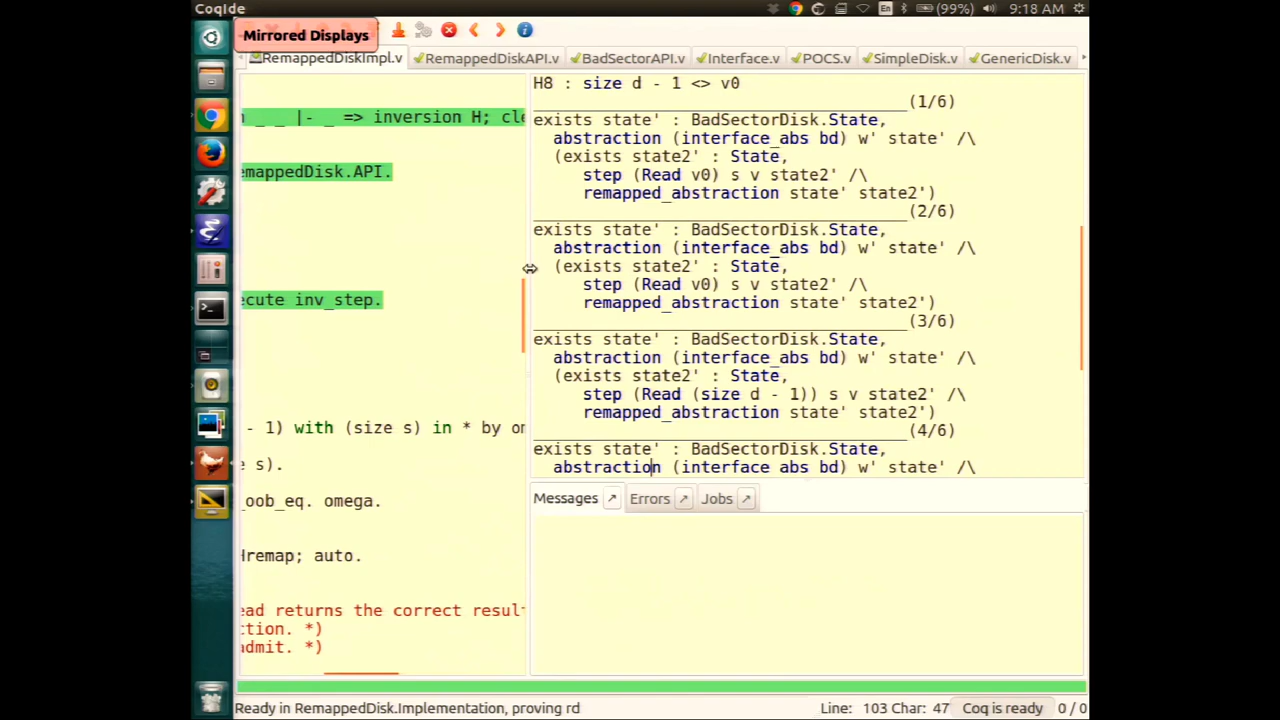 CoqIde
En
(99%)
9:18 AM
Mirrored Displays
RemappedDiskImpl.v
RemappedDiskAPI.v
BadSectorAPI.v
Interface.v
POCS.v
SimpleDisk.v
GenericDisk.v
_ _ |- _ => inversion H; cle
emappedDisk.API.
ecute inv_step.
- 1) with (size s) in * by om
e s).
_oob_eq. omega.
Hremap; auto.
ead returns the correct result
ction. *)
admit. *)
H8 : size d - 1 <> v0
(1/6)
exists state' : BadSectorDisk.State,
abstraction (interface_abs bd) w' state' /\
(exists state2' : State,
step (Read v0) s v state2' /\
remapped_abstraction state' state2')
(2/6)
exists state' : BadSectorDisk.State,
abstraction (interface_abs bd) w' state' /\
(exists state2' : State,
step (Read v0) s v state2' /\
remapped_abstraction state' state2')
(3/6)
exists state' : BadSectorDisk.State,
abstraction (interface_abs bd) w' state' /\
(exists state2' : State,
step (Read (size d - 1)) s v state2' /\
remapped_abstraction state' state2')
(4/6)
exists state' : BadSectorDisk.State,
abstraction (interface_abs bd) w' state' /\
Messages
Errors
Jobs
Ready in RemappedDisk.Implementation, proving rd
Line: 103 Char: 47
Coq is ready
0 / 0